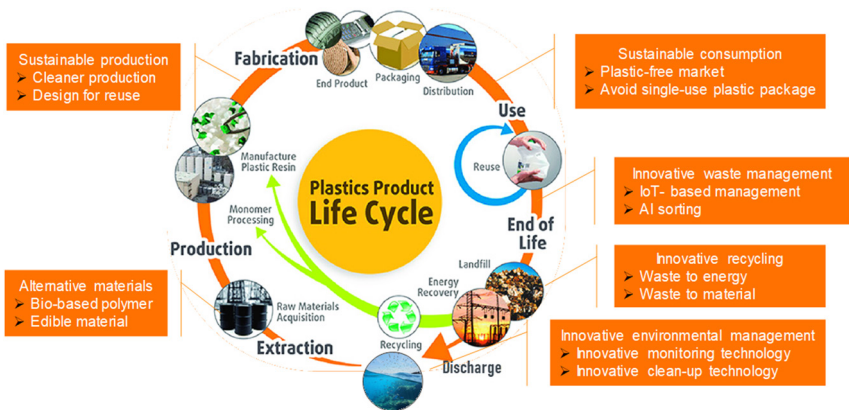 Sustainable production
Cleaner production
Design for reuse
Fabrication
End Product
Packaging
Distribution
Sustainable consumption
Plastic-free market
Avoid single-use plastic package
Use
Reuse
Manufacture
Plastic Resin
Monomer
Processing
Plastics Product
Life Cycle
Innovative waste management
IoT- based management
AI sorting
End of
Life
Production
Landfill
Energy
Recovery
Innovative recycling
Waste to energy
Waste to material
Alternative materials
Bio-based polymer
Edible material
Raw Materials
Acquisition
Extraction
Recycling
Discharge
Innovative environmental management
Innovative monitoring technology
Innovative clean-up technology